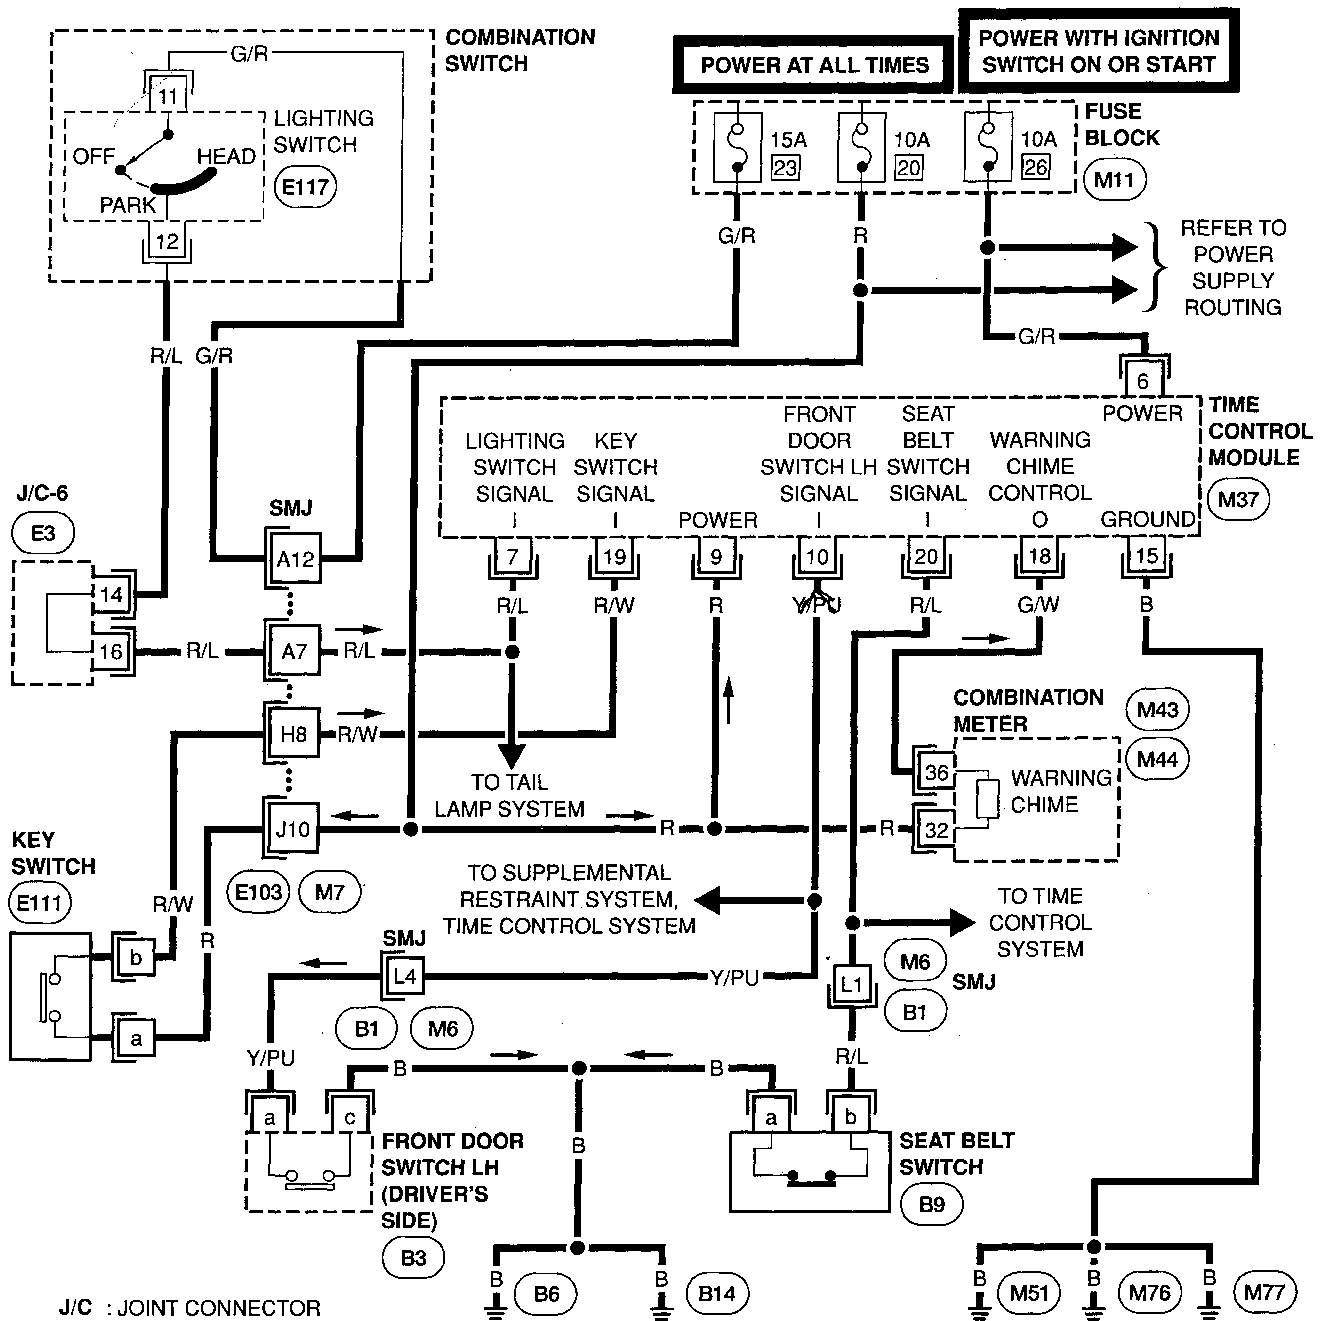 G/R
COMBINATION
SWITCH
11
LIGHTING
SWITCH
OFF
HEAD
E117
PARK
12
POWER AT ALL TIMES
POWER WITH IGNITION
SWITCH ON OR START
FUSE
BLOCK
15A
23
10A
20
10A
26
M11
G/R
R
REFER TO
POWER
SUPPLY
ROUTING
R/L
G/R
G/R
6
POWER
TIME
CONTROL
MODULE
M37
LIGHTING
SWITCH
SIGNAL
I
KEY
SWITCH
SIGNAL
I
POWER
FRONT
DOOR
SWITCH LH
SIGNAL
I
SEAT
BELT
SWITCH
SIGNAL
I
WARNING
CHIME
CONTROL
O
GROUND
7
19
9
10
20
18
15
R/L
R/W
R
Y/PU
R/L
G/W
B
J/C-6
E3
SMJ
A12
14
16
R/L
A7
R/L
H8
R/W
TO TAIL
LAMP SYSTEM
COMBINATION
METER
M43
M44
36
WARNING
CHIME
32
J10
R
R
KEY
SWITCH
E111
E103
M7
R/W
R
b
a
TO SUPPLEMENTAL
RESTRAINT SYSTEM,
TIME CONTROL SYSTEM
TO TIME
CONTROL
SYSTEM
SMJ
L4
Y/PU
L1
M6
SMJ
B1
B1
M6
Y/PU
B
B
R/L
a
c
a
b
FRONT DOOR
SWITCH LH
(DRIVER'S
SIDE)
B3
B
SEAT BELT
SWITCH
B9
B
B6
B
B14
B
M51
B
M76
B
M77
J/C : JOINT CONNECTOR